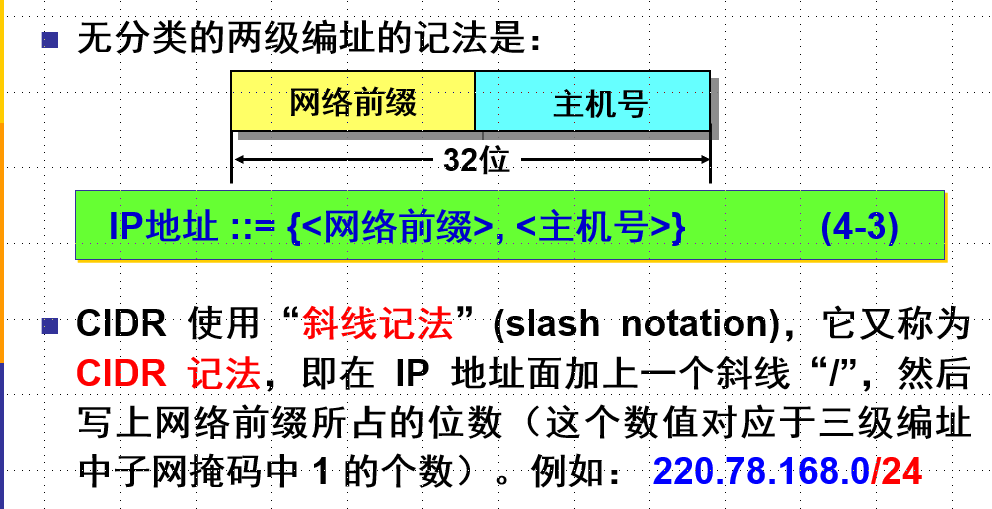 无分类的两级编址的记法是：
网络前缀 主机号
32位
IP地址 ::= {<网络前缀>, <主机号>} (4-3)
CIDR 使用“斜线记法”(slash notation)，它又称为
CIDR 记法，即在 IP 地址面加上一个斜线“/”，然后
写上网络前缀所占的位数（这个数值对应于三级编址
中子网掩码中 1 的个数）。例如： 220.78.168.0/24